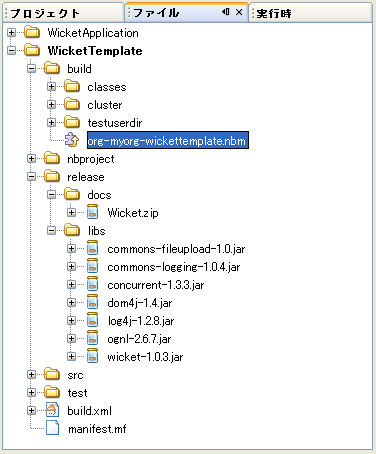 プロジェクト ファイル 実行時
WicketApplication
WicketTemplate
build
classes
cluster
testuserdir
org-myorg-wickettemplate.nbm
nbproject
release
docs
Wicket.zip
libs
commons-fileupload-1.0.jar
commons-logging-1.0.4.jar
concurrent-1.3.3.jar
dom4j-1.4.jar
log4j-1.2.8.jar
ognl-2.6.7.jar
wicket-1.0.3.jar
src
test
build.xml
manifest.mf